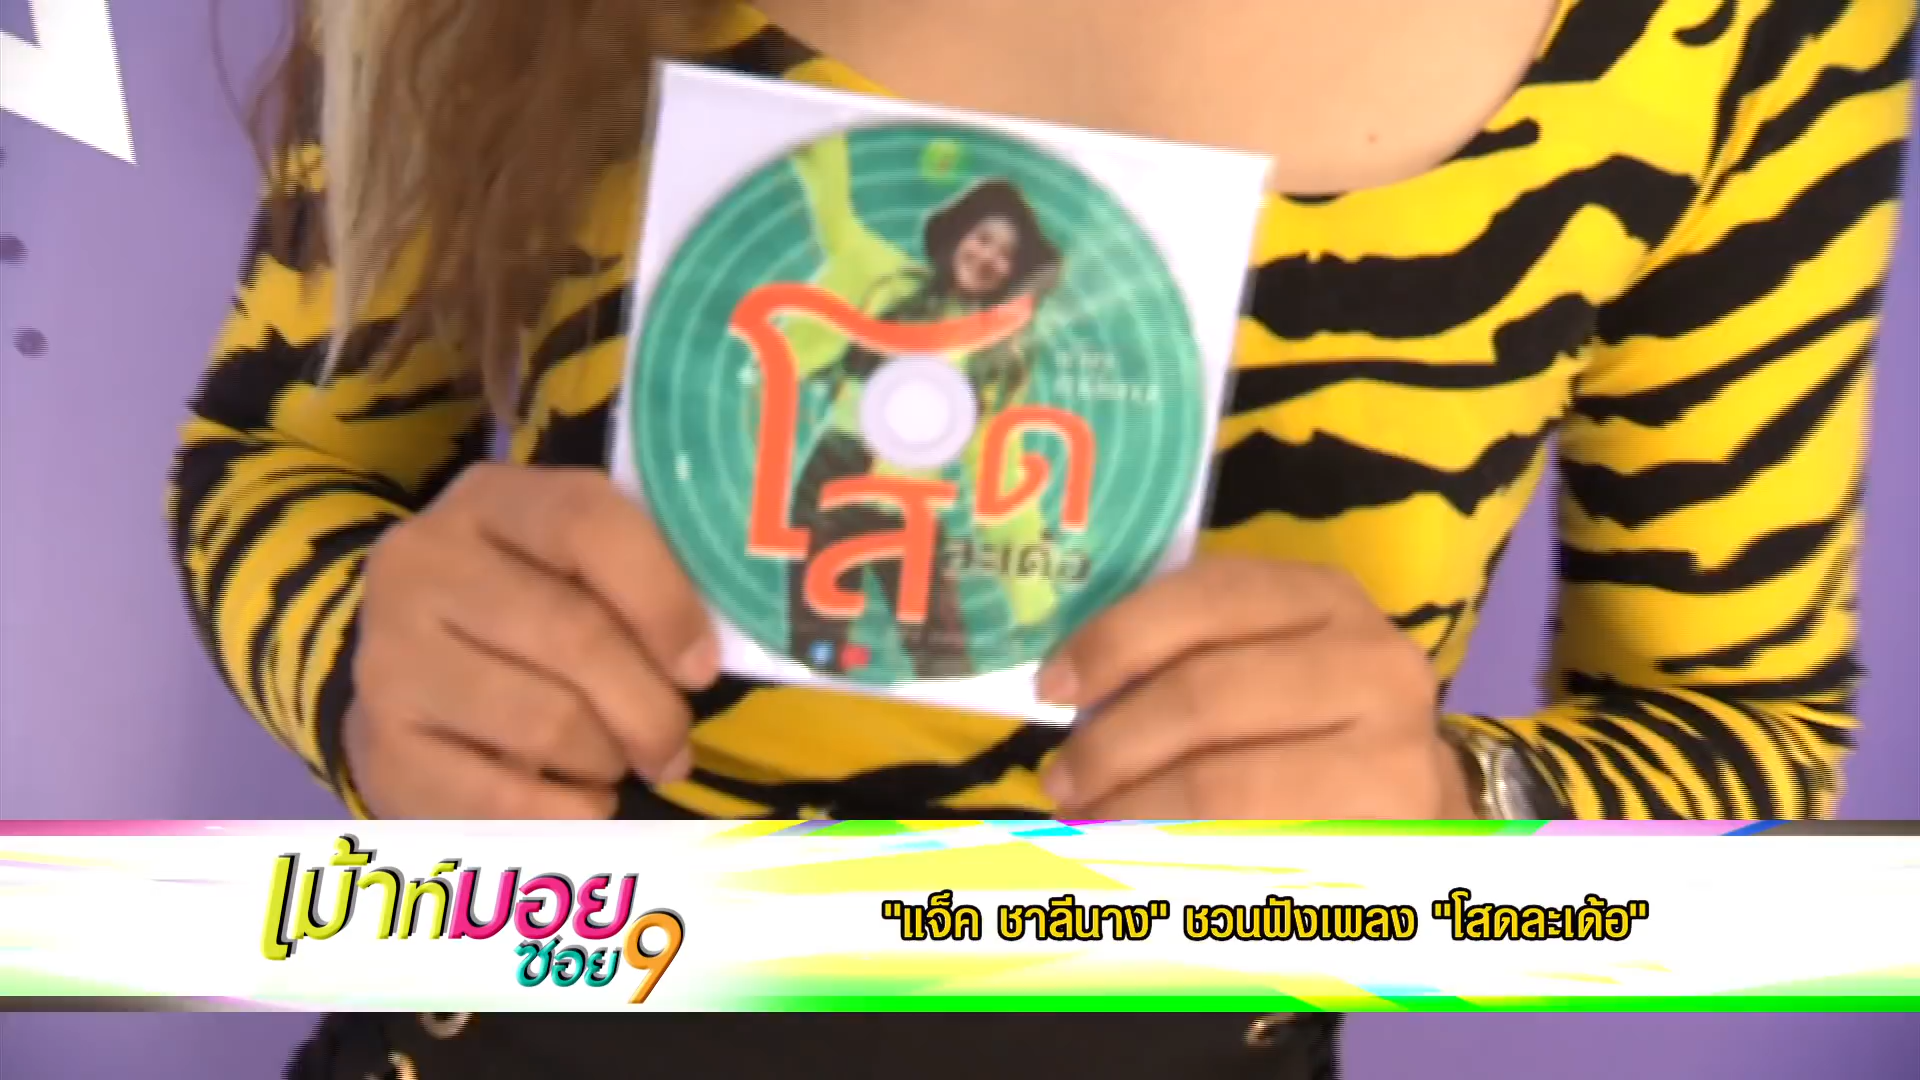 โสด
ละเด้อ
เม้าท์มอย
ซอย 9
"แจ็ค ชาลีนาง" ชวนฟังเพลง "โสดละเด้อ"